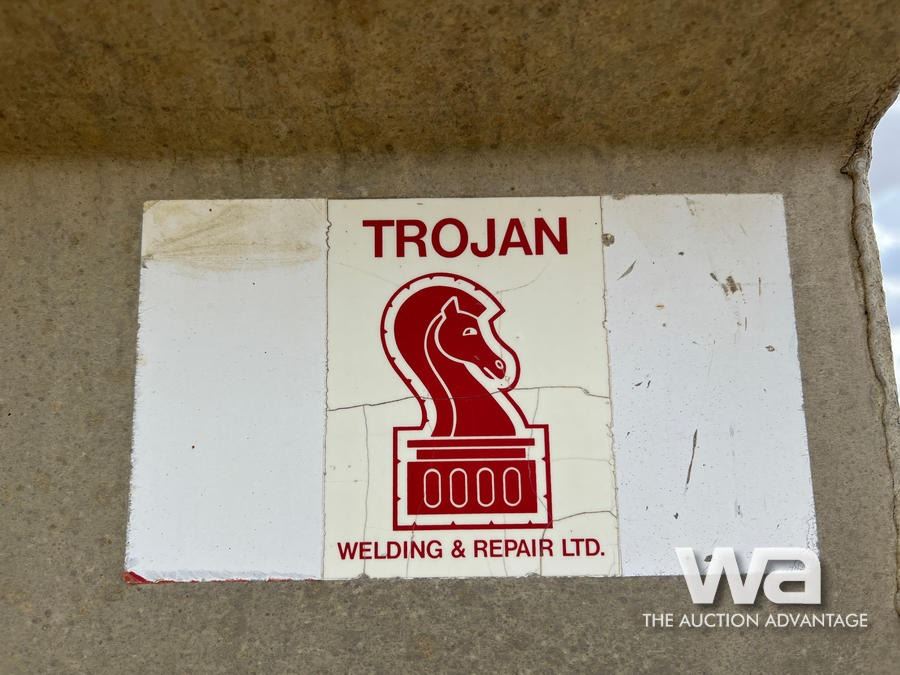 TROJAN
WELDING & REPAIR LTD.
wa
THE AUCTION ADVANTAGE